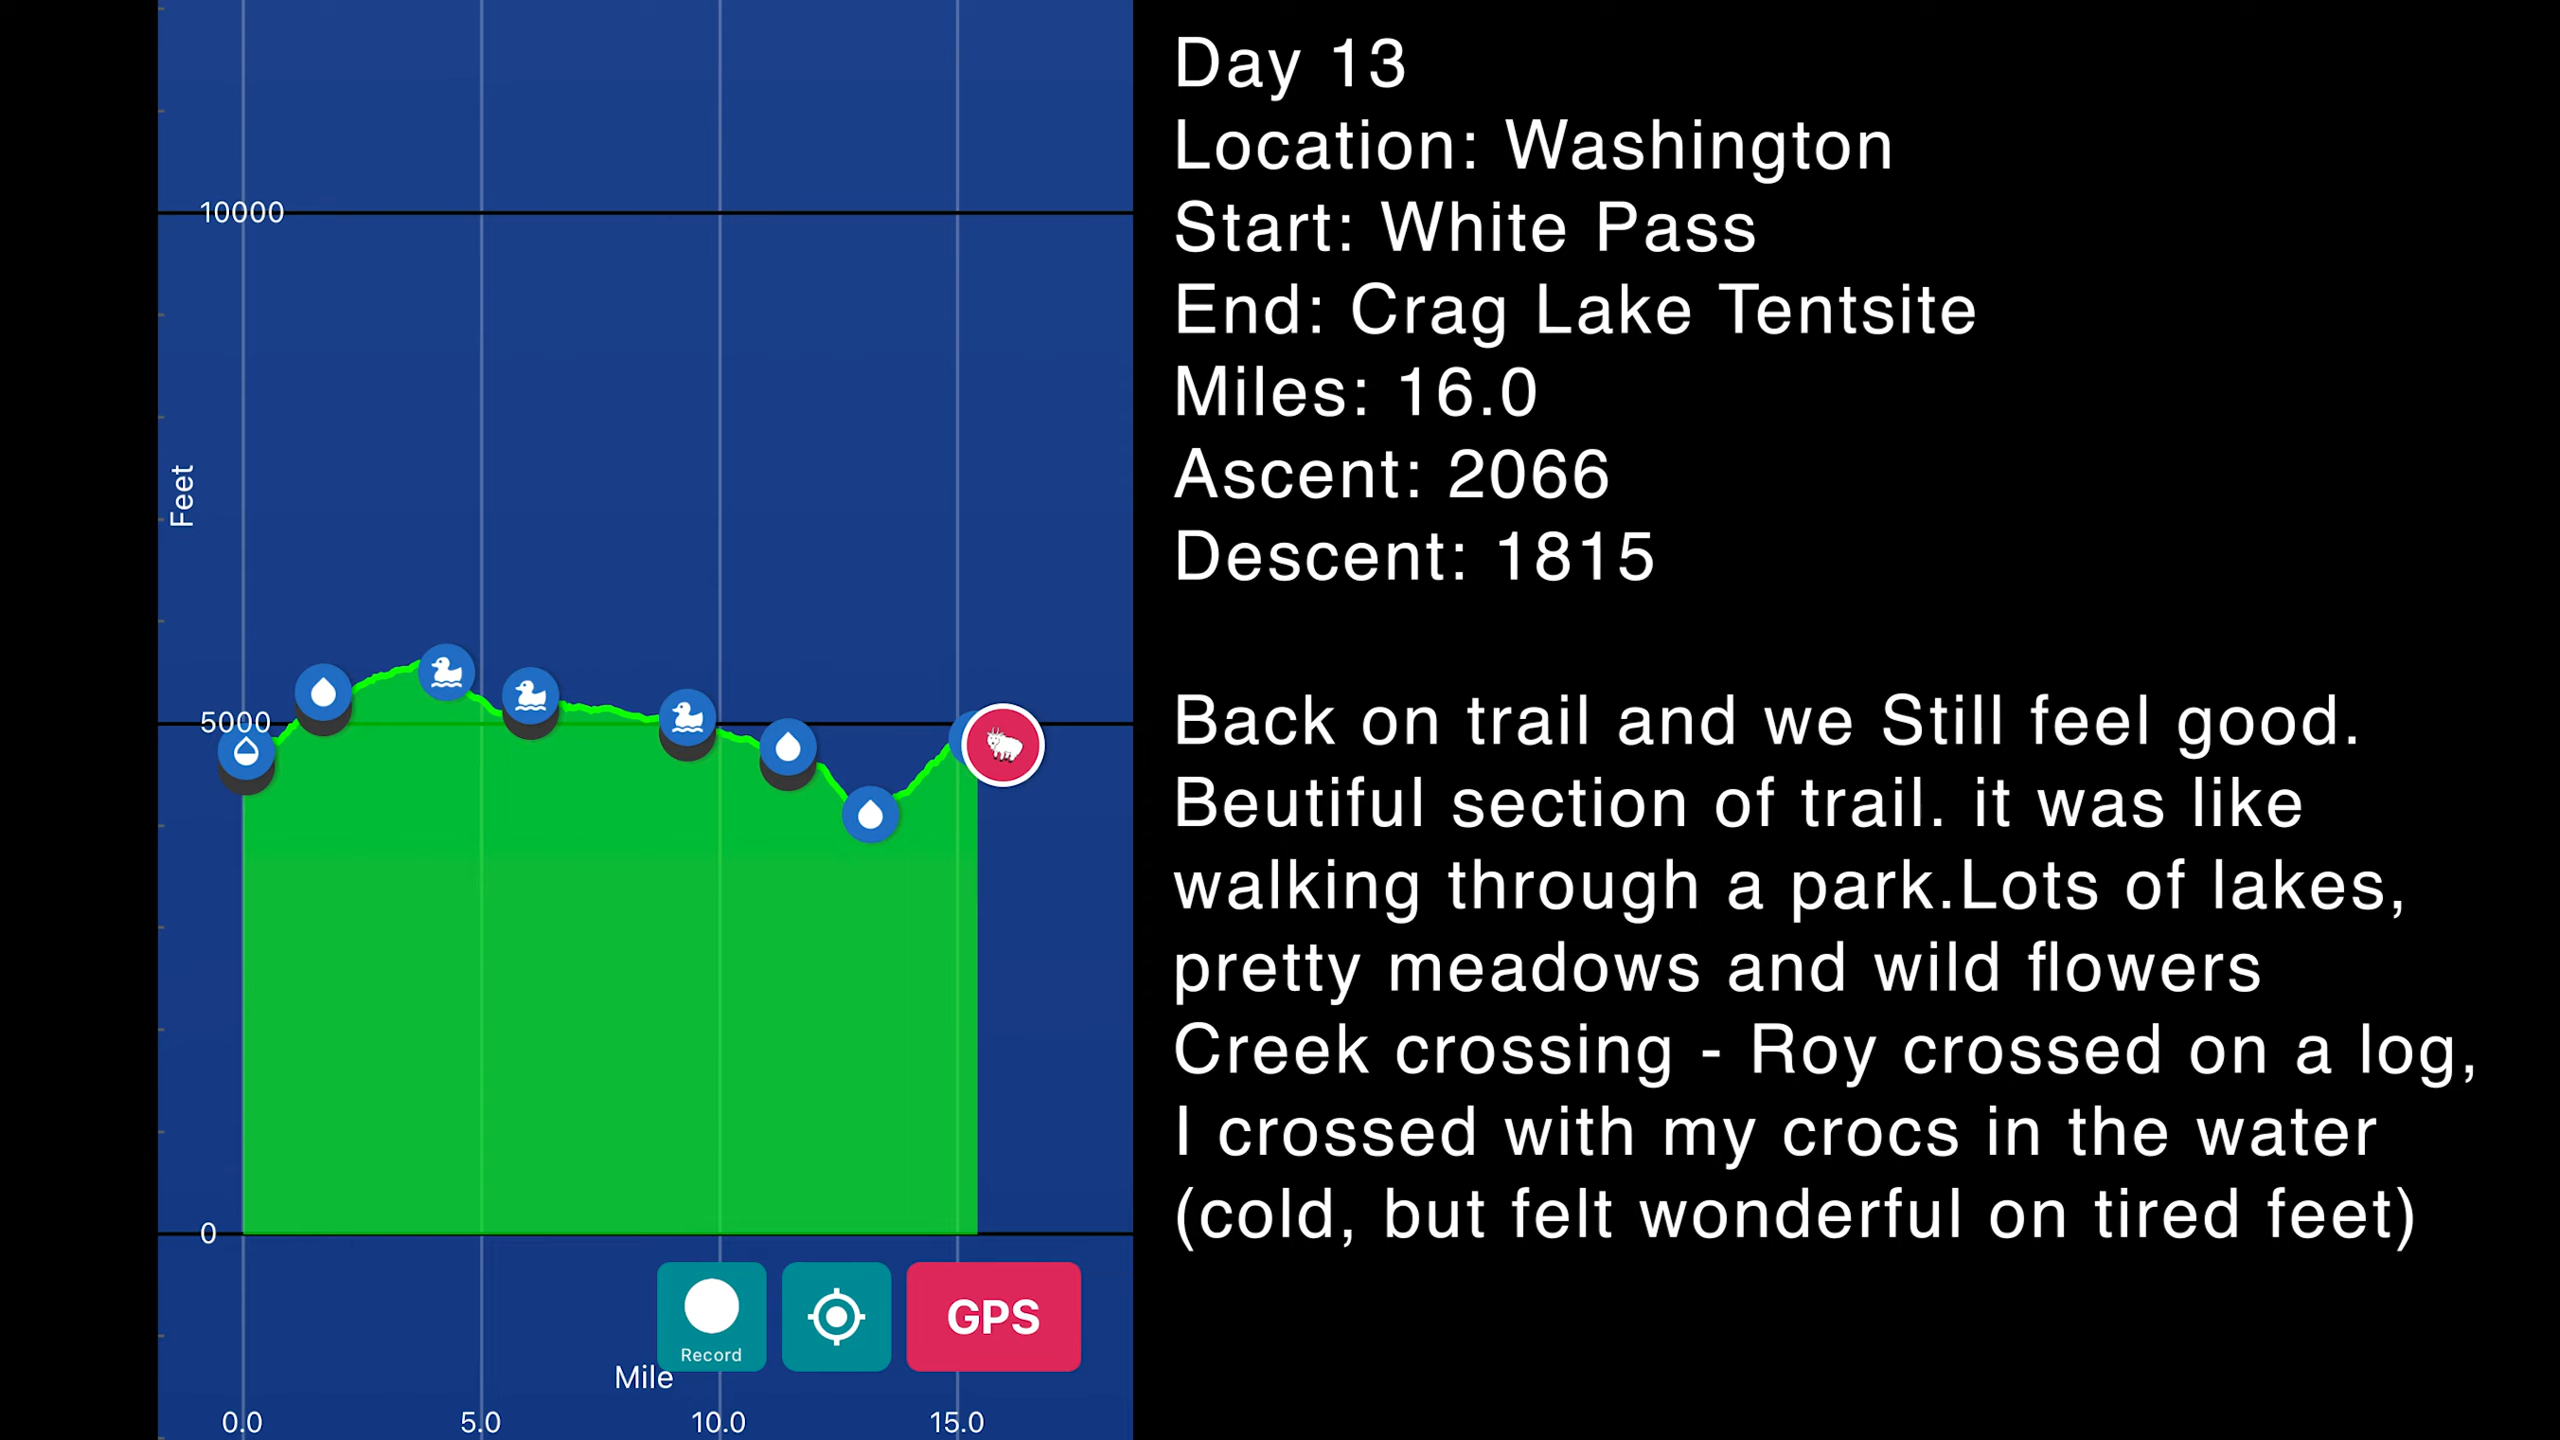 10000
5000
0
Feet
Record
GPS
Mile
0.0 5.0 10.0 15.0
Day 13
Location: Washington
Start: White Pass
End: Crag Lake Tentsite
Miles: 16.0
Ascent: 2066
Descent: 1815
Back on trail and we Still feel good.
Beutiful section of trail. it was like
walking through a park.Lots of lakes,
pretty meadows and wild flowers
Creek crossing - Roy crossed on a log,
I crossed with my crocs in the water
(cold, but felt wonderful on tired feet)